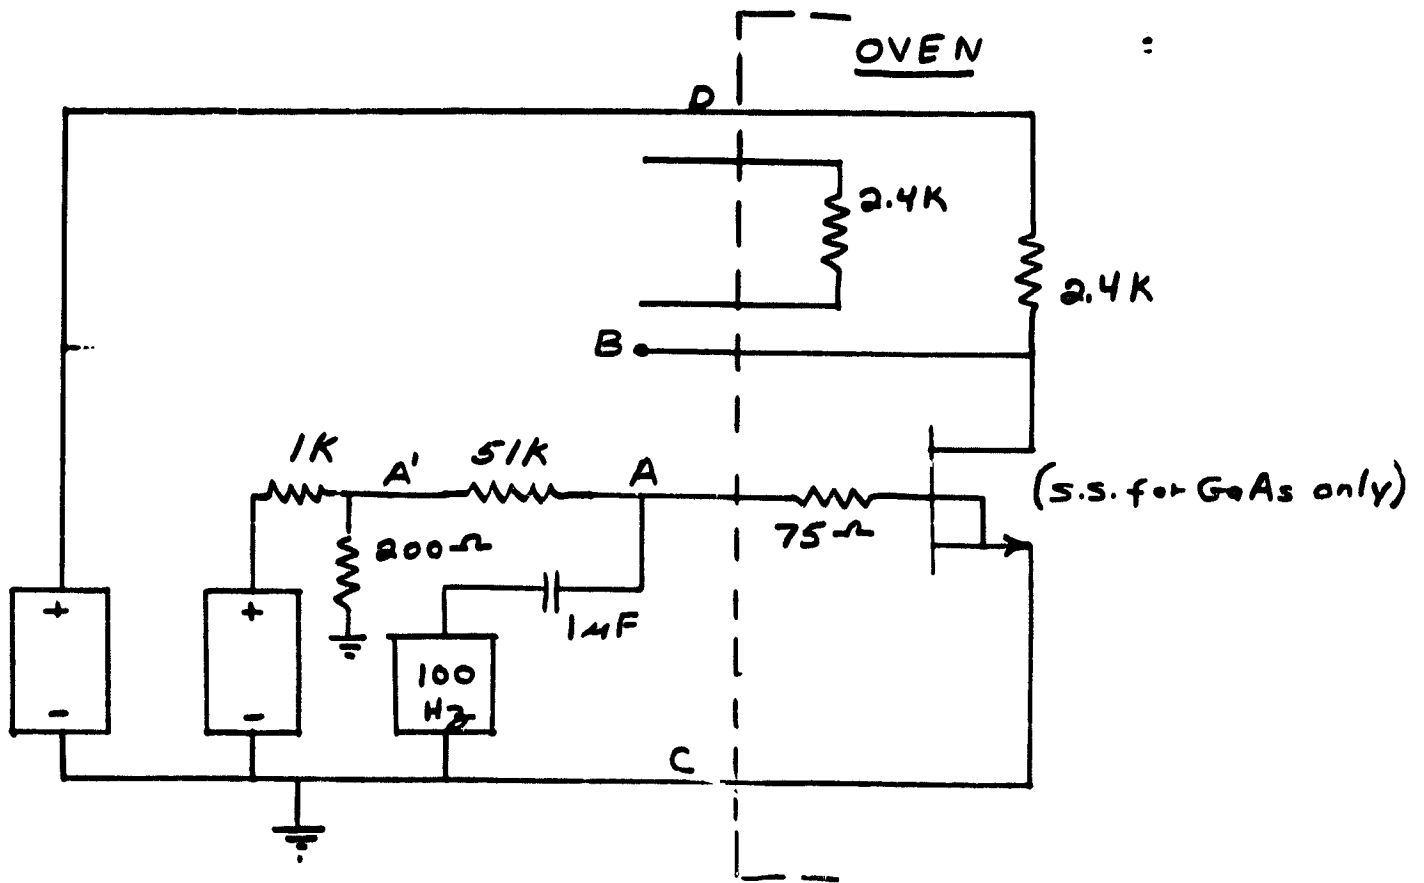 OVEN
D
2.4K
2.4K
B
1K
A'
51K
A
(s.s. for GaAs only)
200Ω
75Ω
+
+
1μF
100
Hz
-
-
C